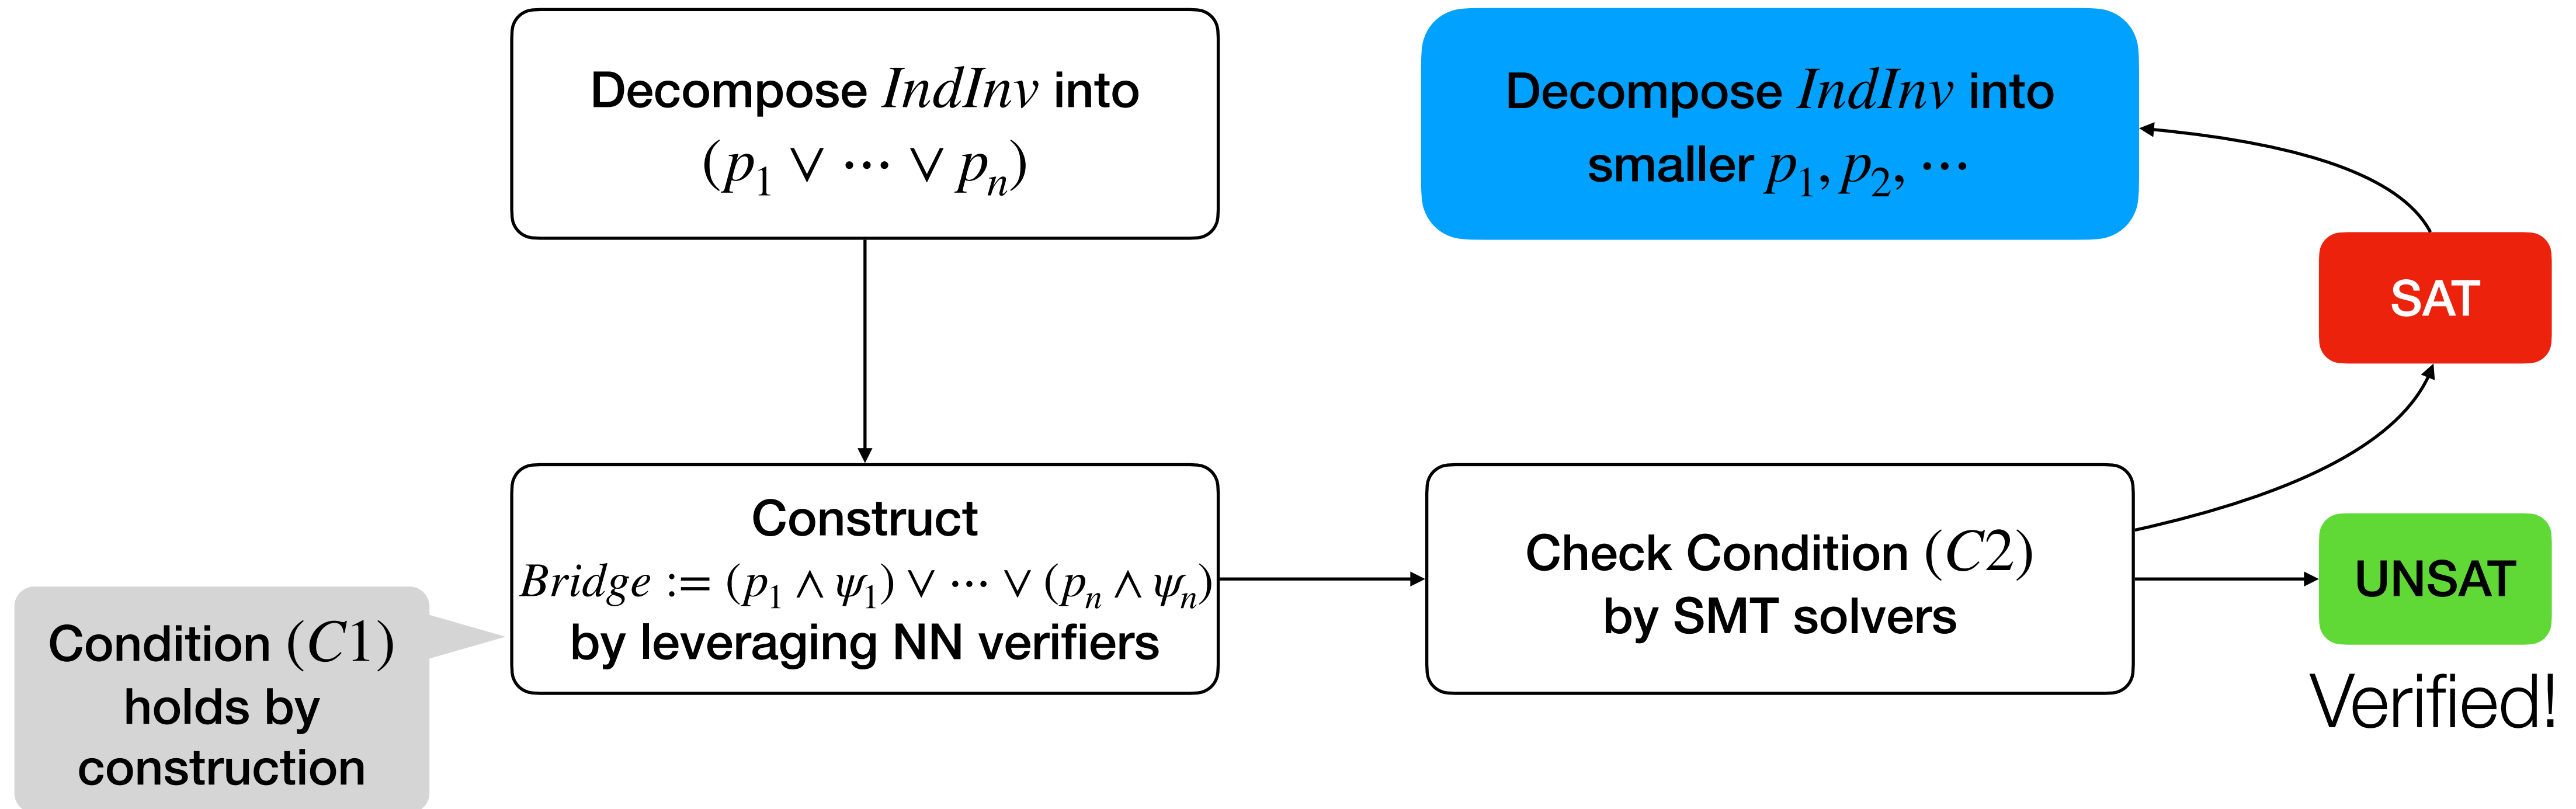 Decompose IndInv into
(p₁ ∨ ⋯ ∨ pₙ)
Decompose IndInv into
smaller p₁, p₂, ⋯
SAT
Construct
Bridge := (p₁ ∧ ψ₁) ∨ ⋯ ∨ (pₙ ∧ ψₙ)
by leveraging NN verifiers
Check Condition (C2)
by SMT solvers
UNSAT
Verified!
Condition (C1)
holds by
construction